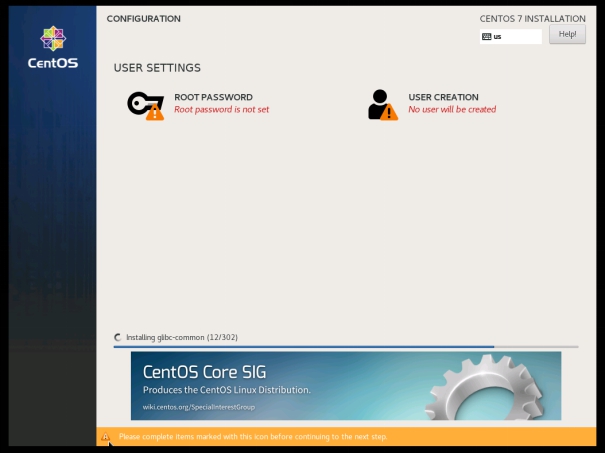 CONFIGURATION
CENTOS 7 INSTALLATION
us
Help!
CentOS
USER SETTINGS
ROOT PASSWORD
Root password is not set
USER CREATION
No user will be created
Installing glibc-common (12/302)
CentOS Core SIG
Produces the CentOS Linux Distribution.
wiki.centos.org/SpecialInterestGroup
Please complete items marked with this icon before continuing to the next step.